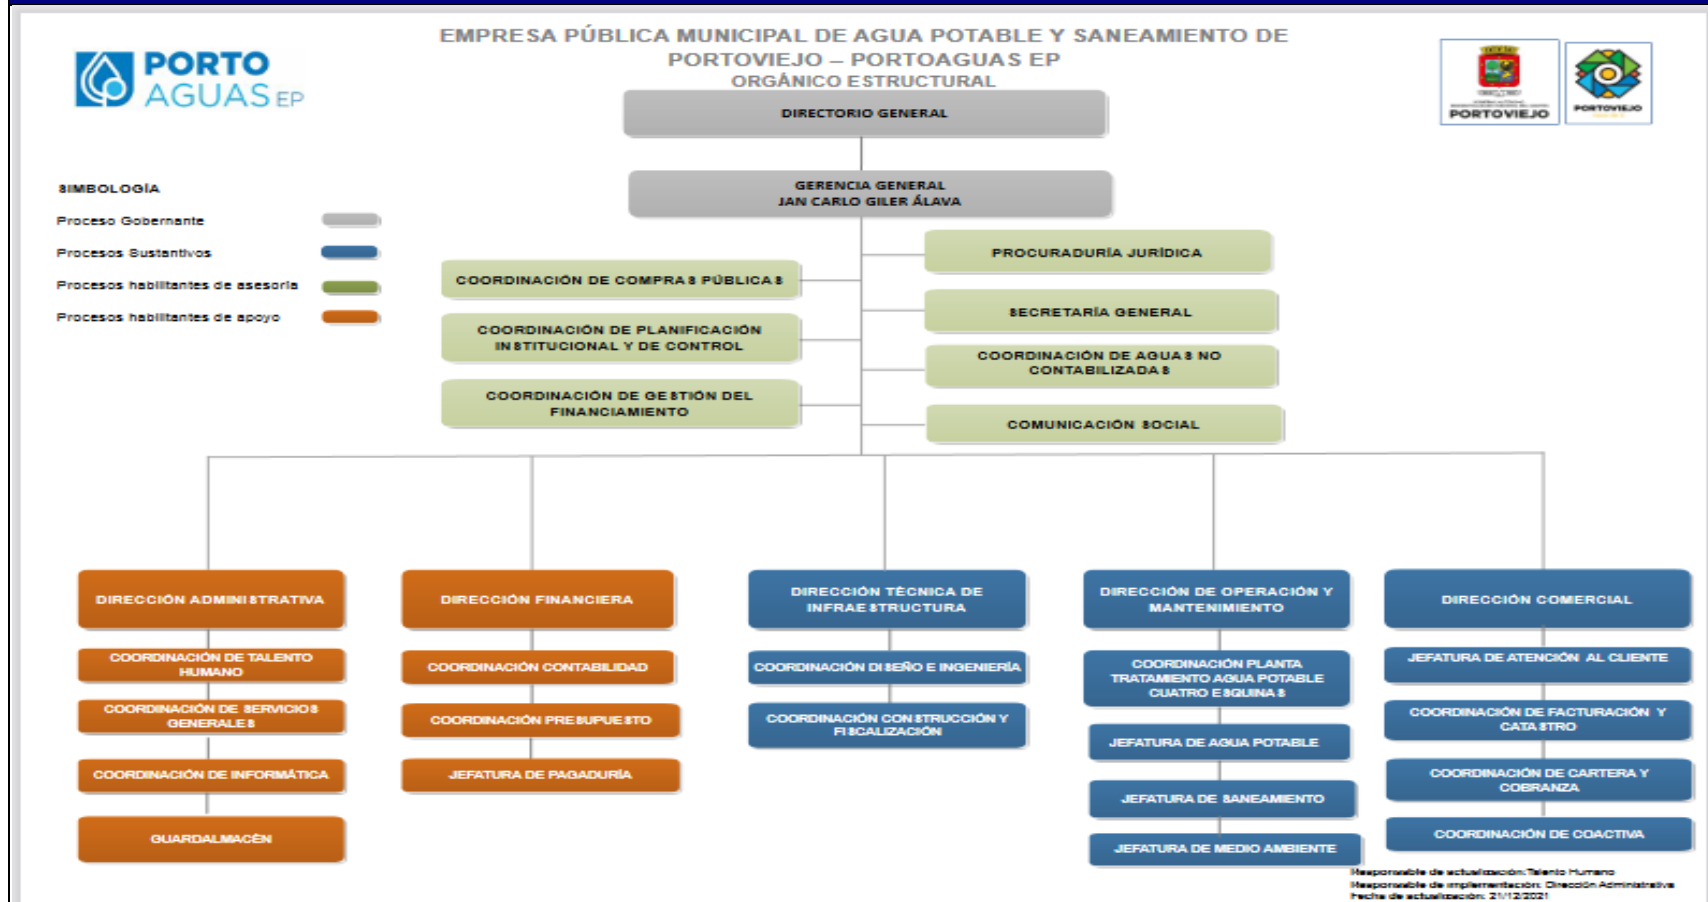 EMPRESA PÚBLICA MUNICIPAL DE AGUA POTABLE Y SANEAMIENTO DE
PORTOVIEJO – PORTOAGUAS EP
ORGÁNICO ESTRUCTURAL
PORTO
AGUAS EP
PORTOVIEJO
PORTOVIEJO
DIRECTORIO GENERAL
GERENCIA GENERAL
JAN CARLO GILER ÁLAVA
SIMBOLOGÍA
Proceso Gobernante
Procesos Sustantivos
Procesos habilitantes de asesoría
Procesos habilitantes de apoyo
PROCURADURÍA JURÍDICA
COORDINACIÓN DE COMPRAS PÚBLICAS
SECRETARÍA GENERAL
COORDINACIÓN DE PLANIFICACIÓN
INSTITUCIONAL Y DE CONTROL
COORDINACIÓN DE AGUAS NO
CONTABILIZADAS
COORDINACIÓN DE GESTIÓN DEL
FINANCIAMIENTO
COMUNICACIÓN SOCIAL
DIRECCIÓN ADMINISTRATIVA
COORDINACIÓN DE TALENTO
HUMANO
COORDINACIÓN DE SERVICIOS
GENERALES
COORDINACIÓN DE INFORMÁTICA
GUARDALMACÉN
DIRECCIÓN FINANCIERA
COORDINACIÓN CONTABILIDAD
COORDINACIÓN PRESUPUESTO
JEFATURA DE PAGADURÍA
DIRECCIÓN TÉCNICA DE
INFRAESTRUCTURA
COORDINACIÓN DISEÑO E INGENIERÍA
COORDINACIÓN CONSTRUCCIÓN Y
FISCALIZACIÓN
DIRECCIÓN DE OPERACIÓN Y
MANTENIMIENTO
COORDINACIÓN PLANTA
TRATAMIENTO AGUA POTABLE
CUATRO ESQUINAS
JEFATURA DE AGUA POTABLE
JEFATURA DE SANEAMIENTO
JEFATURA DE MEDIO AMBIENTE
DIRECCIÓN COMERCIAL
JEFATURA DE ATENCIÓN AL CLIENTE
COORDINACIÓN DE FACTURACIÓN Y
CATASTRO
COORDINACIÓN DE CARTERA Y
COBRANZA
COORDINACIÓN DE COACTIVA
Responsable de actualización: Talento Humano
Responsable de implementación: Dirección Administrativa
Fecha de actualización: 21/12/2021